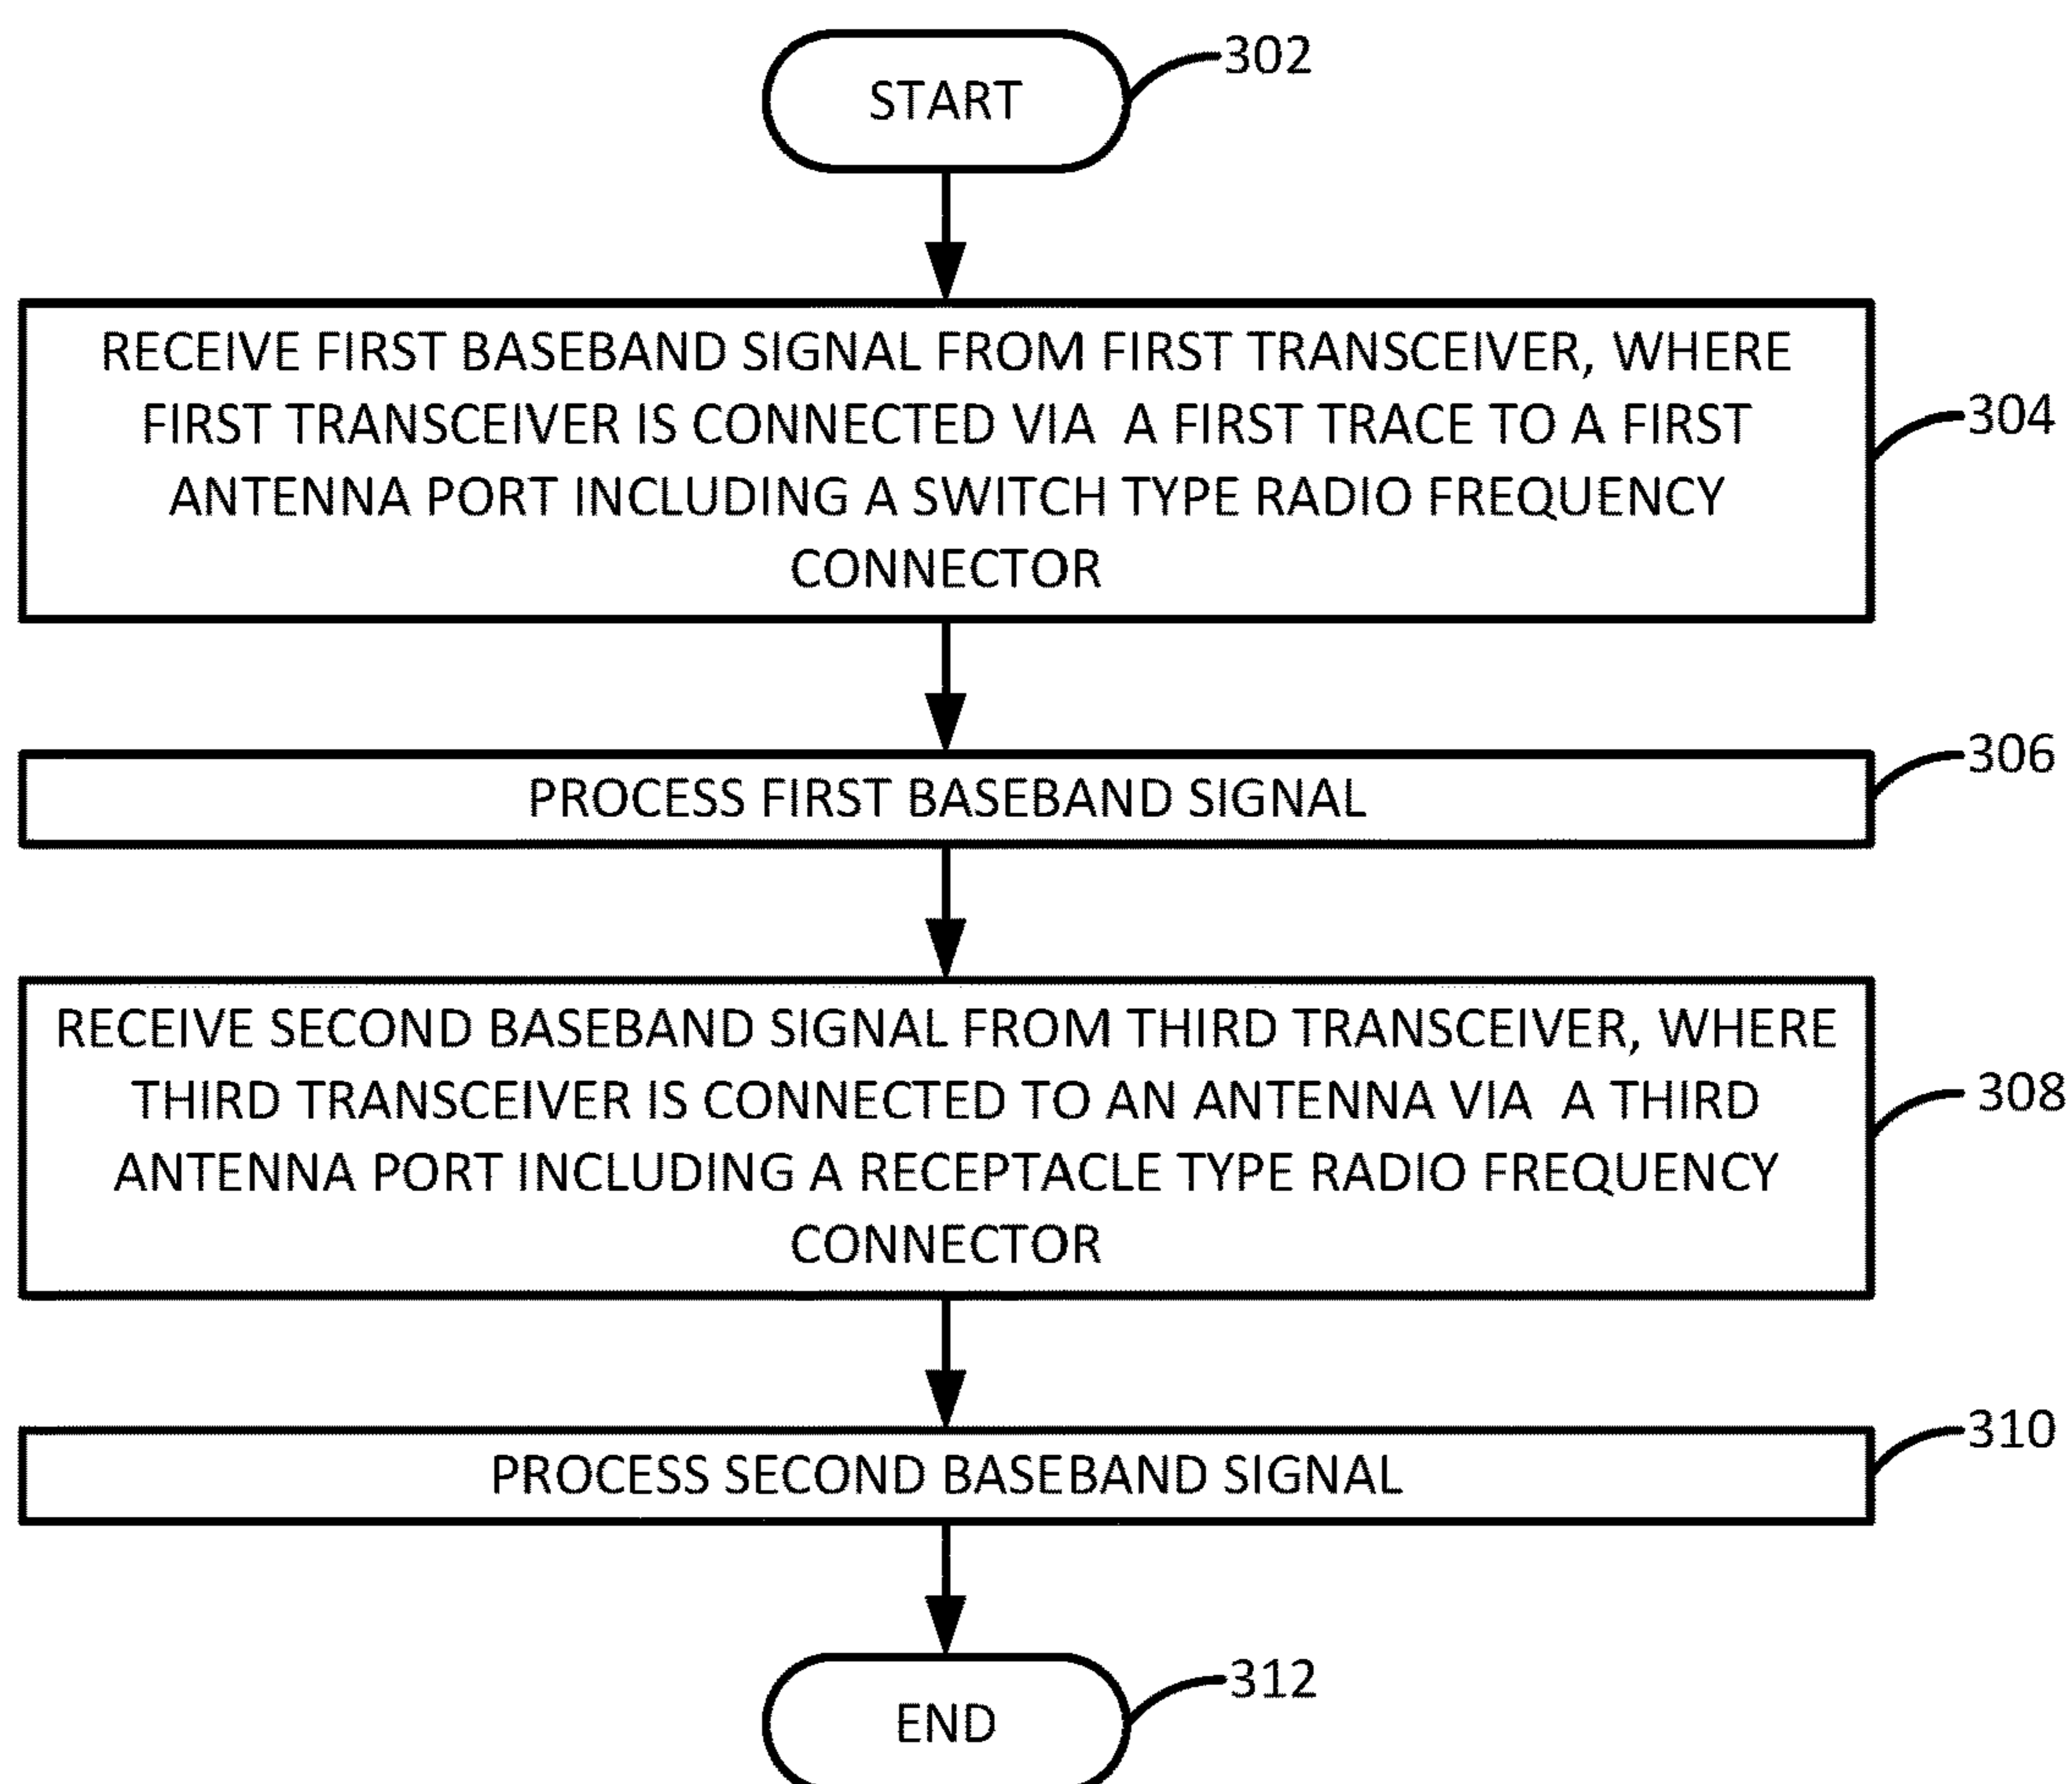 START
302
RECEIVE FIRST BASEBAND SIGNAL FROM FIRST TRANSCEIVER, WHERE
FIRST TRANSCEIVER IS CONNECTED VIA A FIRST TRACE TO A FIRST
ANTENNA PORT INCLUDING A SWITCH TYPE RADIO FREQUENCY
CONNECTOR
304
PROCESS FIRST BASEBAND SIGNAL
306
RECEIVE SECOND BASEBAND SIGNAL FROM THIRD TRANSCEIVER, WHERE
THIRD TRANSCEIVER IS CONNECTED TO AN ANTENNA VIA A THIRD
ANTENNA PORT INCLUDING A RECEPTACLE TYPE RADIO FREQUENCY
CONNECTOR
308
PROCESS SECOND BASEBAND SIGNAL
310
END
312